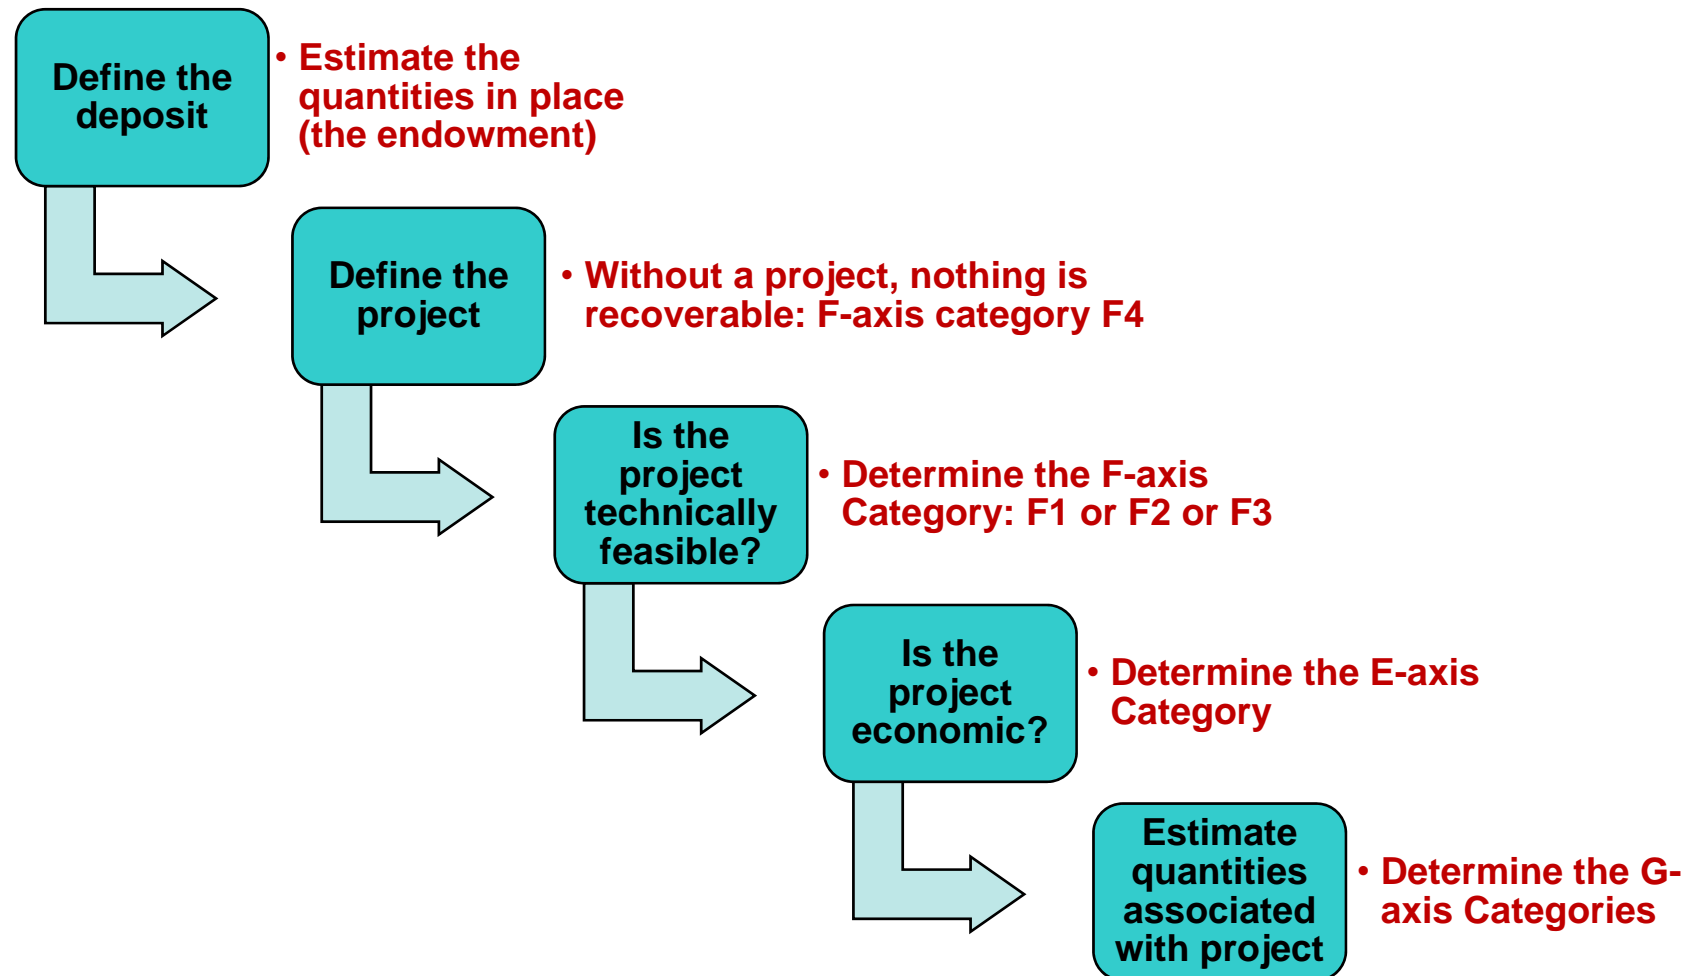 Define the
deposit
• Estimate the
quantities in place
(the endowment)
Define the
project
• Without a project, nothing is
recoverable: F-axis category F4
Is the
project
technically
feasible?
• Determine the F-axis
Category: F1 or F2 or F3
Is the
project
economic?
• Determine the E-axis
Category
Estimate
quantities
associated
with project
• Determine the G-
axis Categories